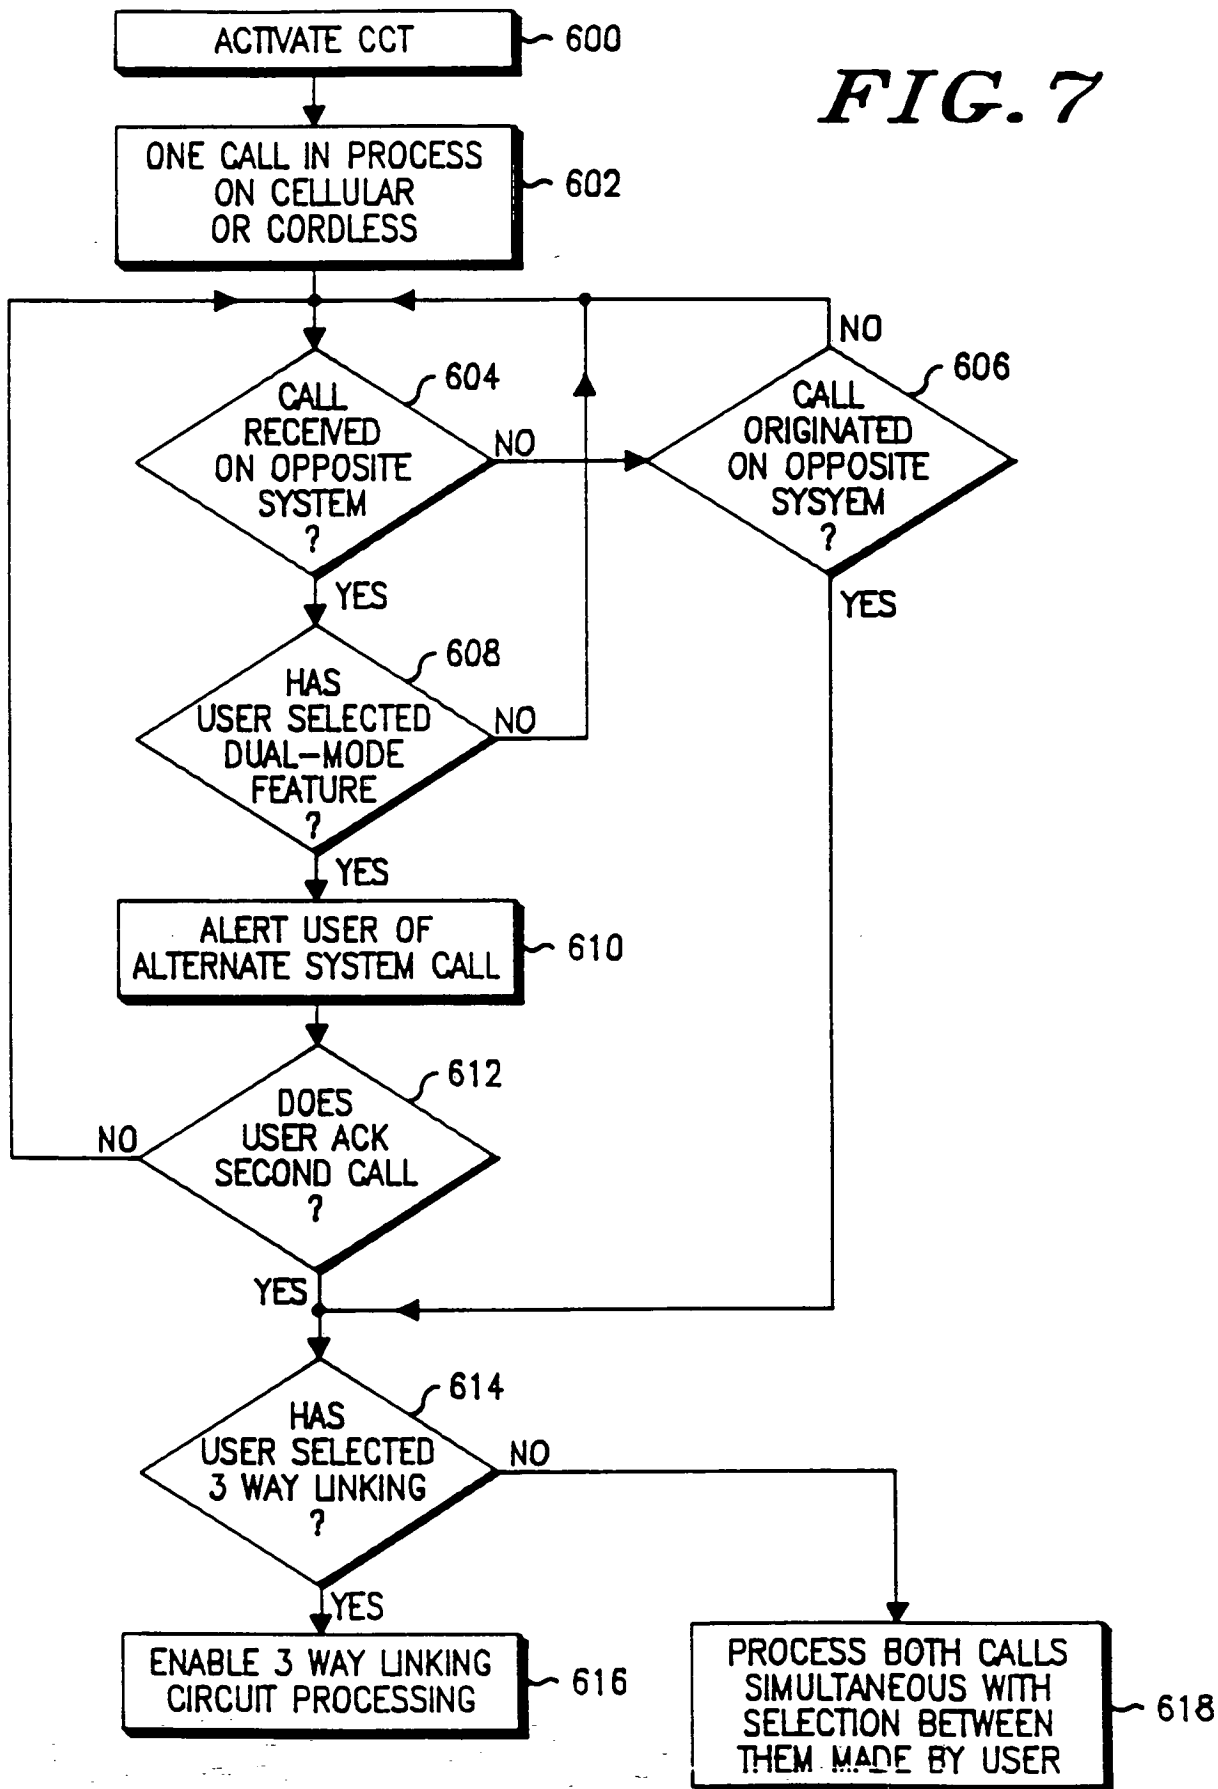 ACTIVATE CCT
600
FIG. 7
ONE CALL IN PROCESS
ON CELLULAR
OR CORDLESS
602
CALL
RECEIVED
ON OPPOSITE
SYSTEM
?
604
NO
YES
CALL
ORIGINATED
ON OPPOSITE
SYSYEM
?
606
NO
YES
HAS
USER SELECTED
DUAL-MODE
FEATURE
?
608
NO
YES
ALERT USER OF
ALTERNATE SYSTEM CALL
610
DOES
USER ACK
SECOND CALL
?
612
NO
YES
HAS
USER SELECTED
3 WAY LINKING
?
614
NO
YES
ENABLE 3 WAY LINKING
CIRCUIT PROCESSING
616
PROCESS BOTH CALLS
SIMULTANEOUS WITH
SELECTION BETWEEN
THEM MADE BY USER
618